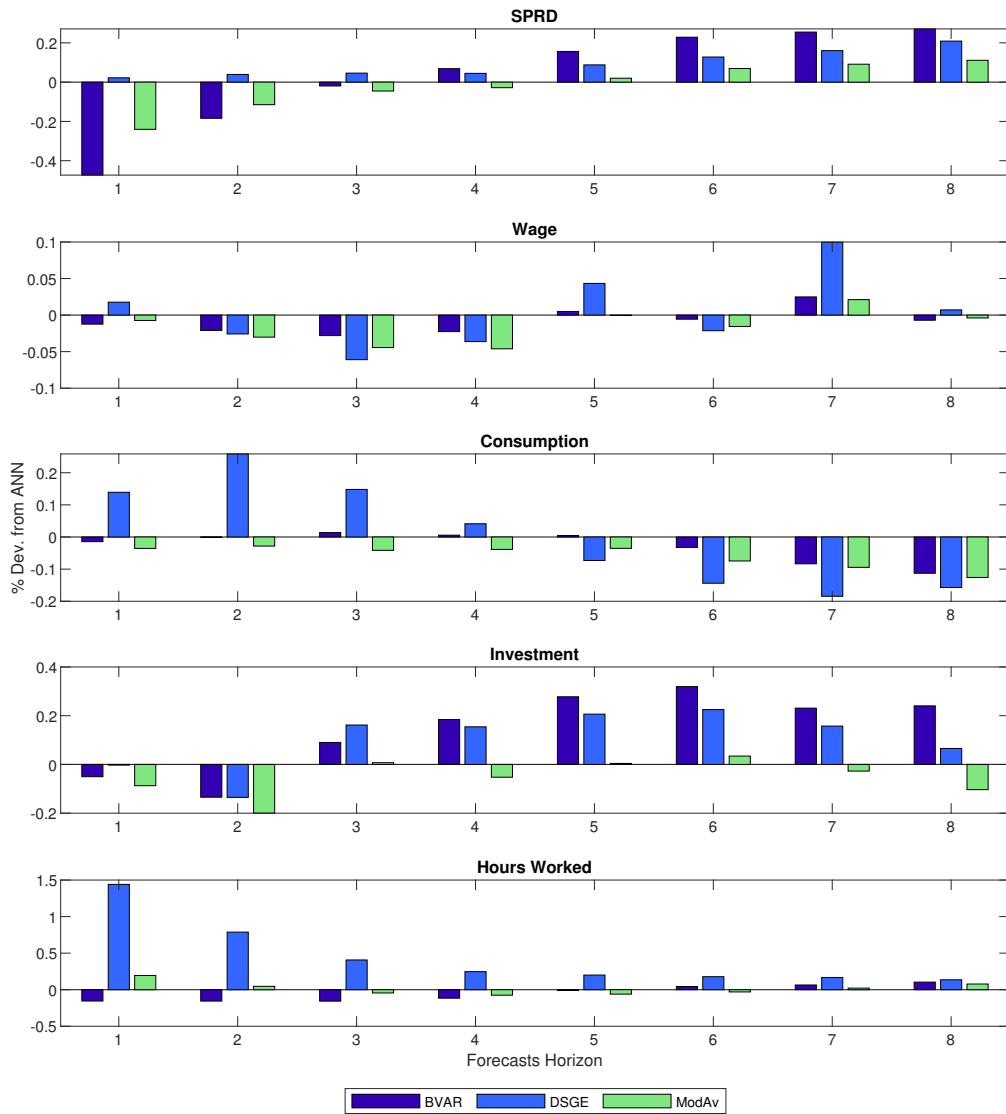 SPRD
0.2
0
-0.2
-0.4
1 2 3 4 5 6 7 8
Wage
0.1
0.05
0
-0.05
-0.1
1 2 3 4 5 6 7 8
Consumption
% Dev. from ANN
0.2
0.1
0
-0.1
-0.2
1 2 3 4 5 6 7 8
Investment
0.4
0.2
0
-0.2
1 2 3 4 5 6 7 8
Hours Worked
1.5
1
0.5
0
-0.5
1 2 3 4 5 6 7 8
Forecasts Horizon
BVAR DSGE ModAv